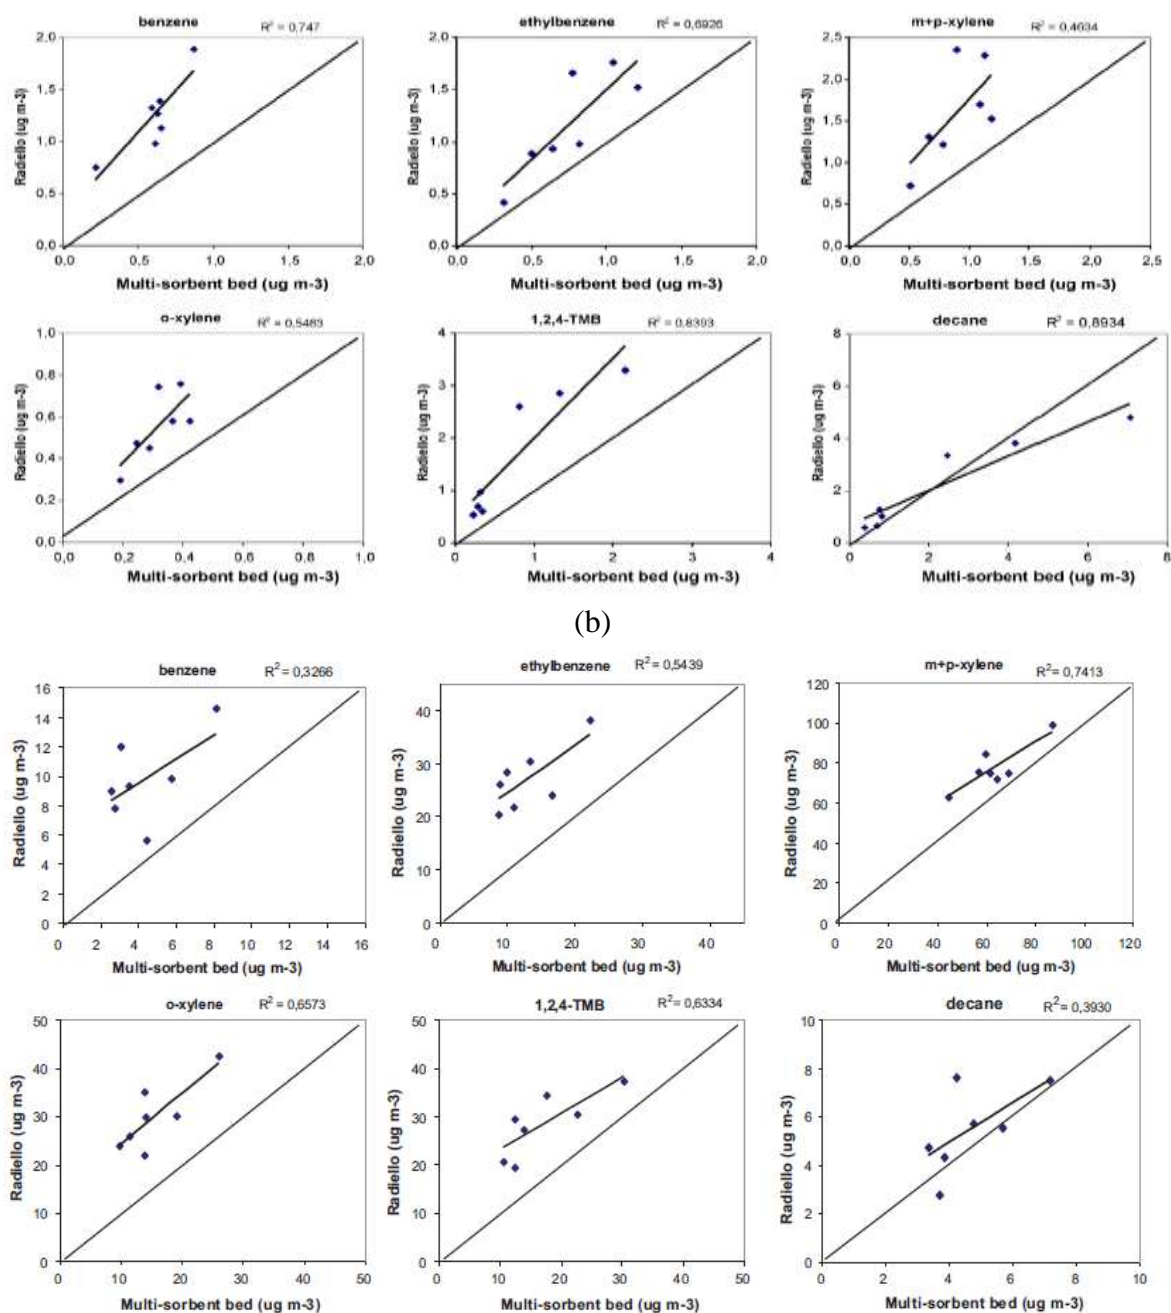 benzene R² = 0,747
ethylbenzene R² = 0,6926
m+p-xylene R² = 0,4634
Radiello (ug m-3)
2.0
1.5
1.0
0.5
0.0
0,0 0,5 1,0 1,5 2,0
Multi-sorbent bed (ug m-3)
Radiello (ug m-3)
2.0
1.5
1.0
0.5
0.0
0,0 0,5 1,0 1,5 2,0
Multi-sorbent bed (ug m-3)
Radiello (ug m-3)
2,5
2,0
1,5
1,0
0,5
0,0
0,0 0,5 1,0 1,5 2,0 2,5
Multi-sorbent bed (ug m-3)
o-xylene R² = 0,5483
1,2,4-TMB R² = 0,8393
decane R² = 0,8934
Radiello (ug m-3)
1.0
0.8
0.6
0.4
0.2
0.0
0,0 0,2 0,4 0,6 0,8 1,0
Multi-sorbent bed (ug m-3)
Radiello (ug m-3)
4
3
2
1
0
0 1 2 3 4
Multi-sorbent bed (ug m-3)
Radiello (ug m-3)
8
6
4
2
0
0 2 4 6 8
Multi-sorbent bed (ug m-3)
(b)
benzene R² = 0,3266
ethylbenzene R² = 0,5439
m+p-xylene R² = 0,7413
Radiello (ug m-3)
16
14
12
10
8
6
4
2
0
0 2 4 6 8 10 12 14 16
Multi-sorbent bed (ug m-3)
Radiello (ug m-3)
40
30
20
10
0
0 10 20 30 40
Multi-sorbent bed (ug m-3)
Radiello (ug m-3)
120
100
80
60
40
20
0
0 20 40 60 80 100 120
Multi-sorbent bed (ug m-3)
o-xylene R² = 0,6573
1,2,4-TMB R² = 0,6334
decane R² = 0,3930
Radiello (ug m-3)
50
40
30
20
10
0
0 10 20 30 40 50
Multi-sorbent bed (ug m-3)
Radiello (ug m-3)
50
40
30
20
10
0
0 10 20 30 40 50
Multi-sorbent bed (ug m-3)
Radiello (ug m-3)
10
8
6
4
2
0
0 2 4 6 8 10
Multi-sorbent bed (ug m-3)